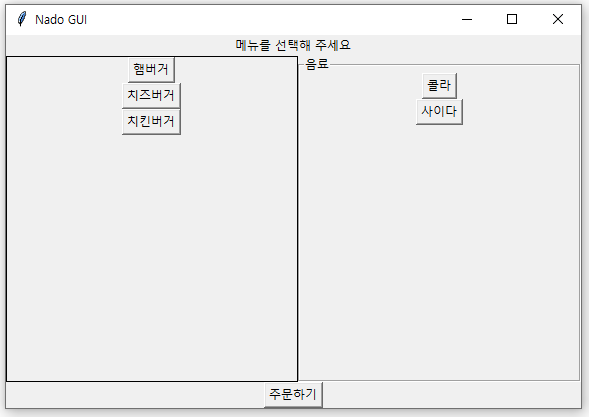 Nado GUI
메뉴를 선택해 주세요
햄버거
치즈버거
치킨버거
음료
콜라
사이다
주문하기